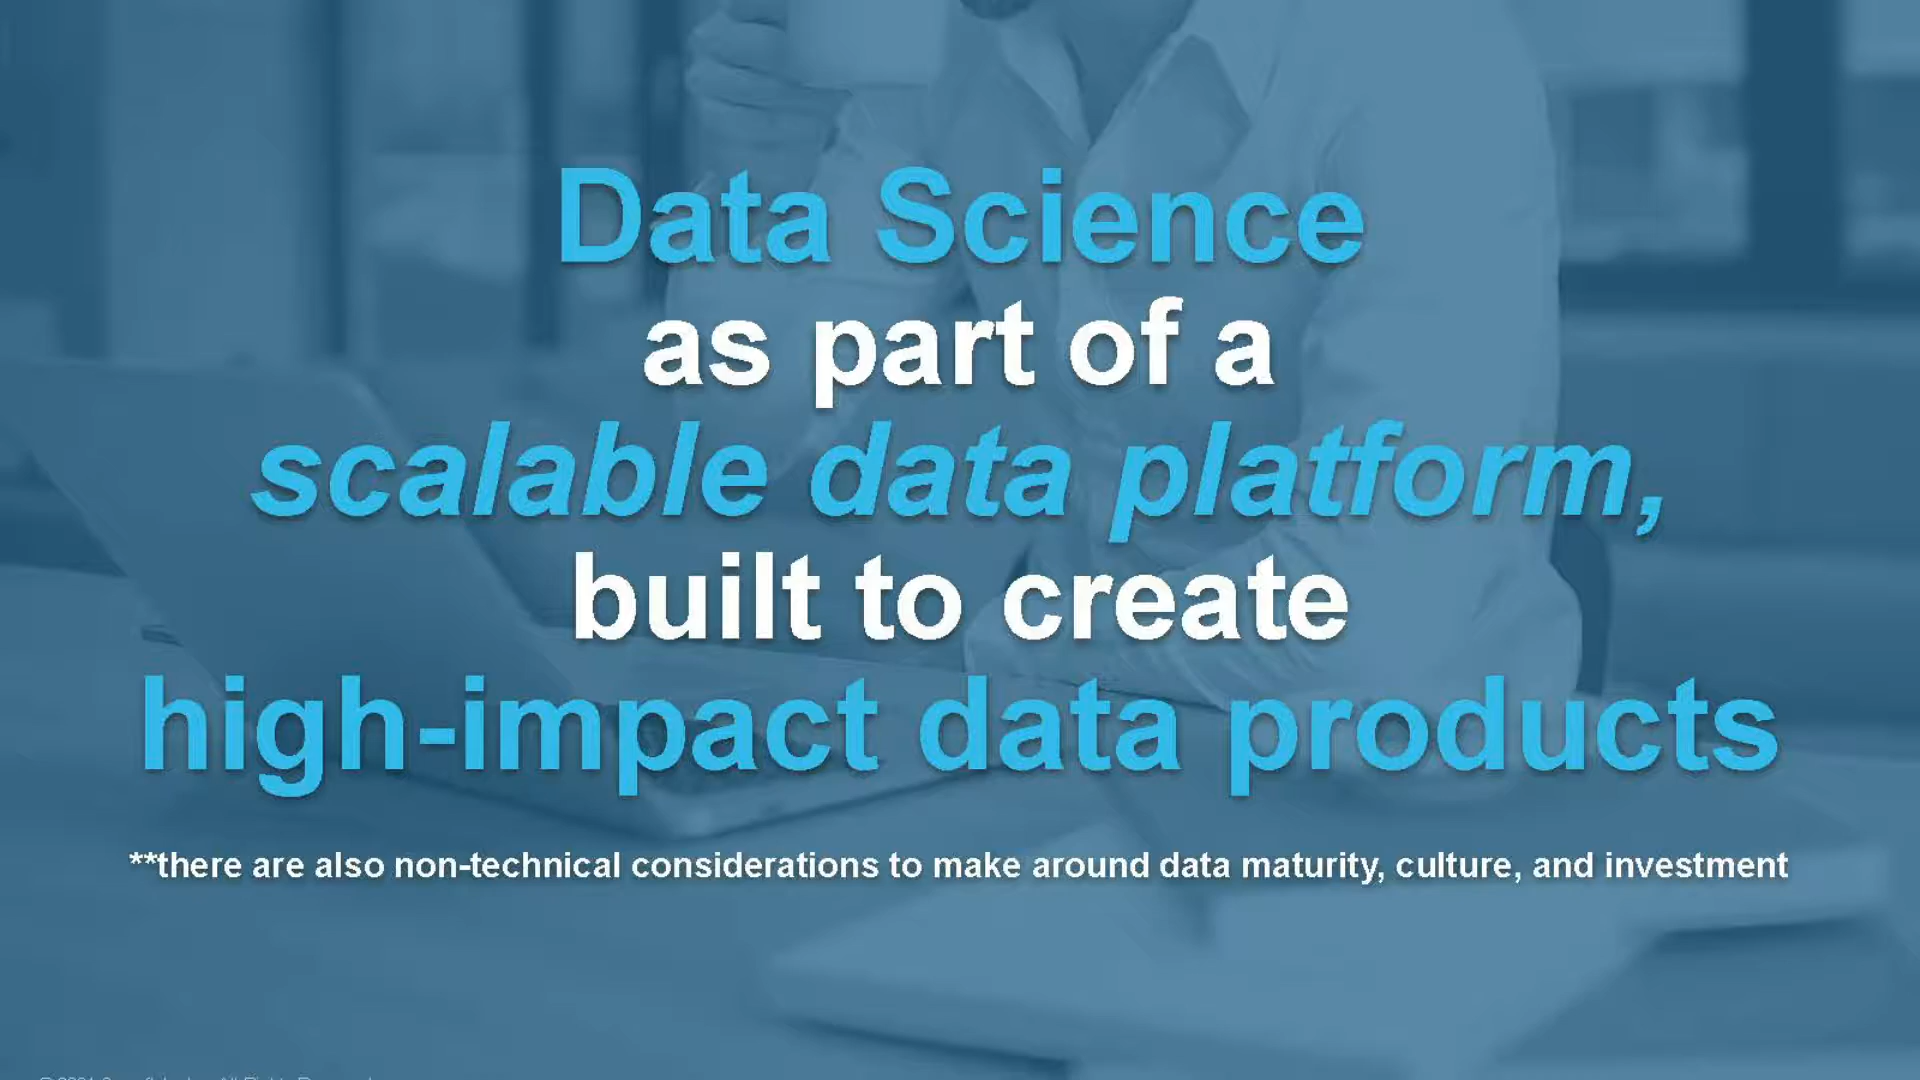 Data Science
as part of a
scalable data platform,
built to create
high-impact data products
**there are also non-technical considerations to make around data maturity, culture, and investment